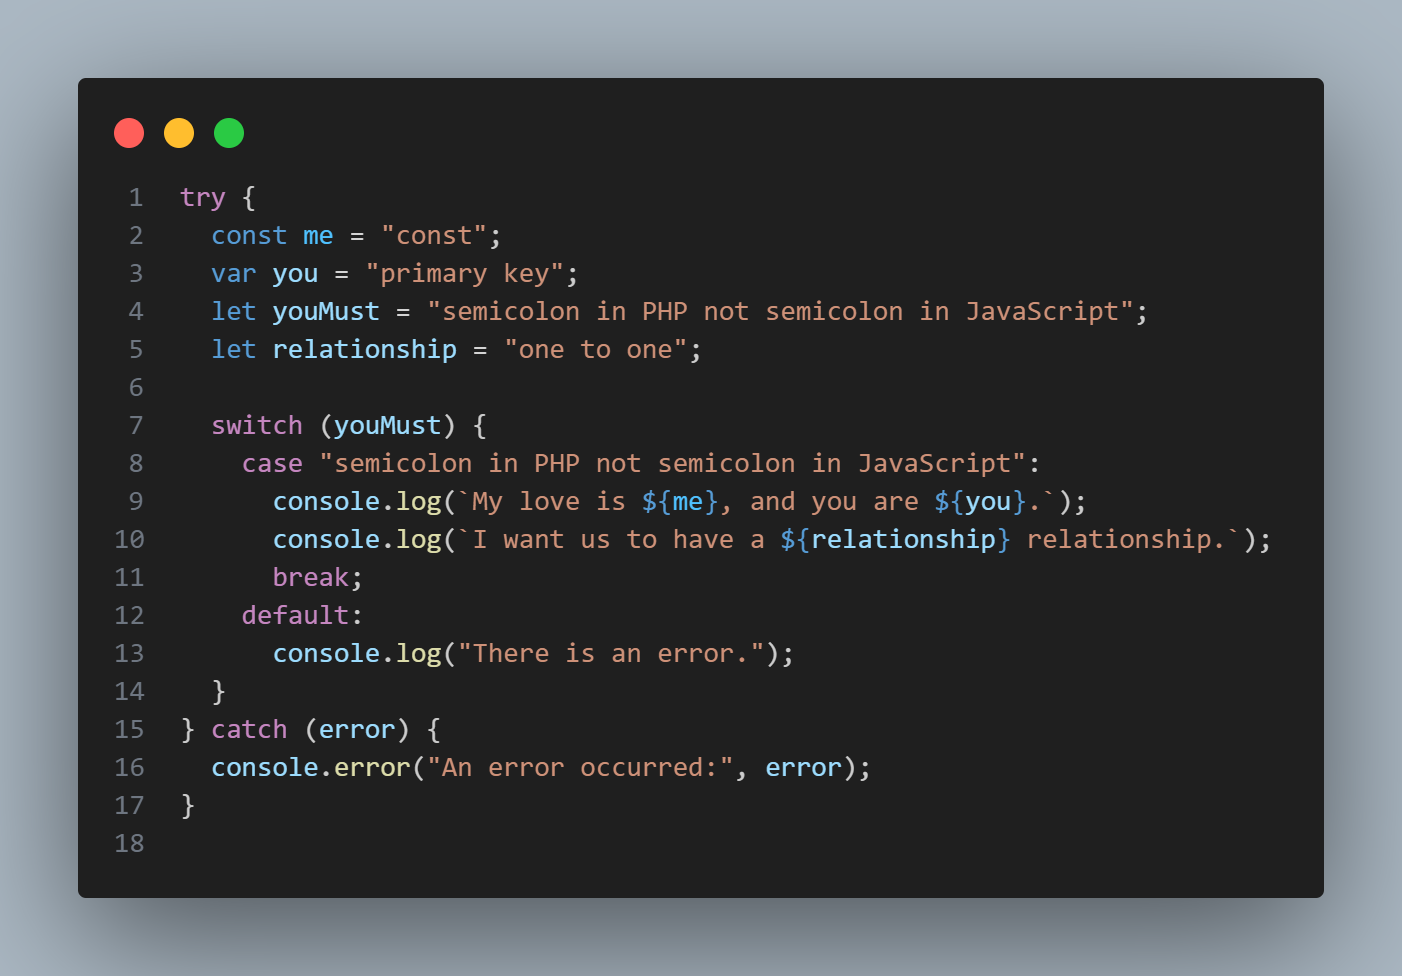 1 try {
2   const me = "const";
3   var you = "primary key";
4   let youMust = "semicolon in PHP not semicolon in JavaScript";
5   let relationship = "one to one";
6
7   switch (youMust) {
8     case "semicolon in PHP not semicolon in JavaScript":
9       console.log(`My love is ${me}, and you are ${you}.`);
10       console.log(`I want us to have a ${relationship} relationship.`);
11       break;
12     default:
13       console.log("There is an error.");
14   }
15 } catch (error) {
16   console.error("An error occurred:", error);
17 }
18